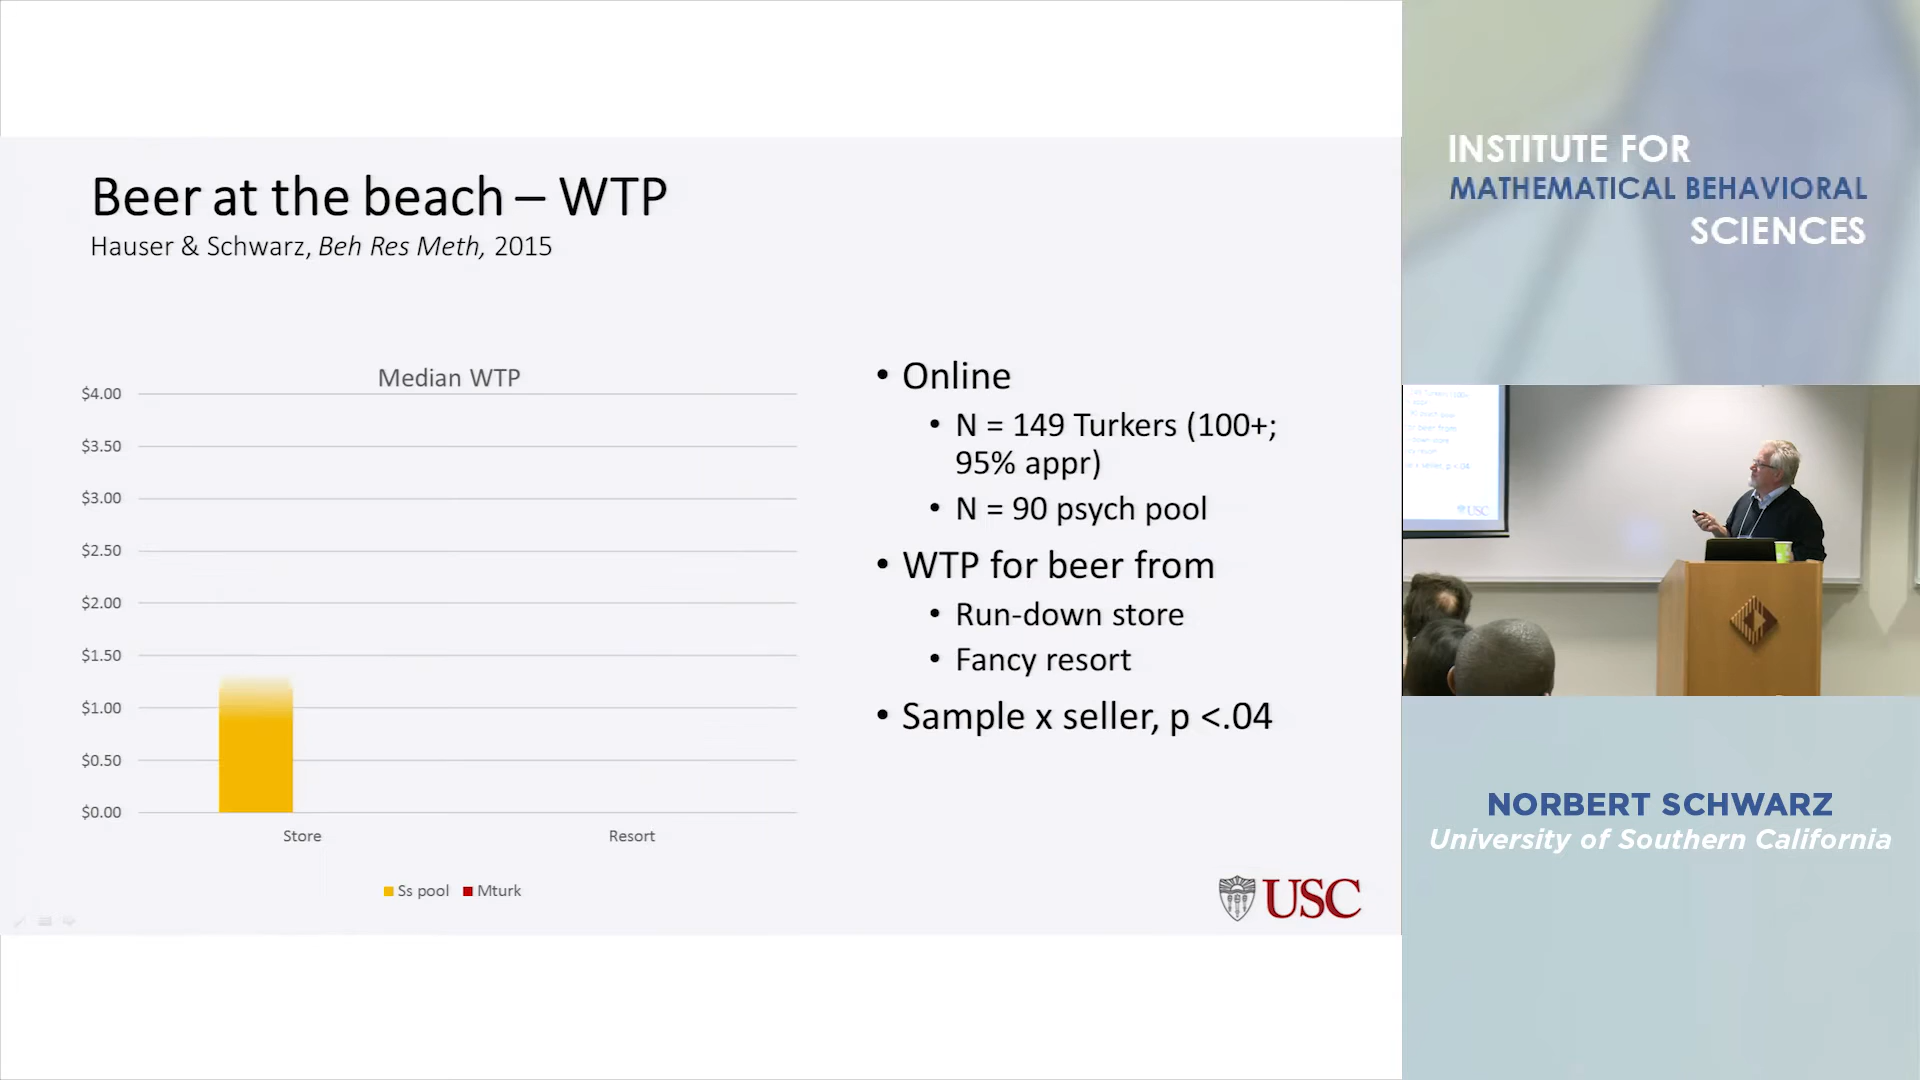 Beer at the beach – WTP
Hauser & Schwarz, Beh Res Meth, 2015
Median WTP
$4.00
$3.50
$3.00
$2.50
$2.00
$1.50
$1.00
$0.50
$0.00
Store
Resort
Ss pool
Mturk
• Online
• N = 149 Turkers (100+;
95% appr)
• N = 90 psych pool
• WTP for beer from
• Run-down store
• Fancy resort
• Sample x seller, p <.04
USC
INSTITUTE FOR
MATHEMATICAL BEHAVIORAL
SCIENCES
USC
NORBERT SCHWARZ
University of Southern California